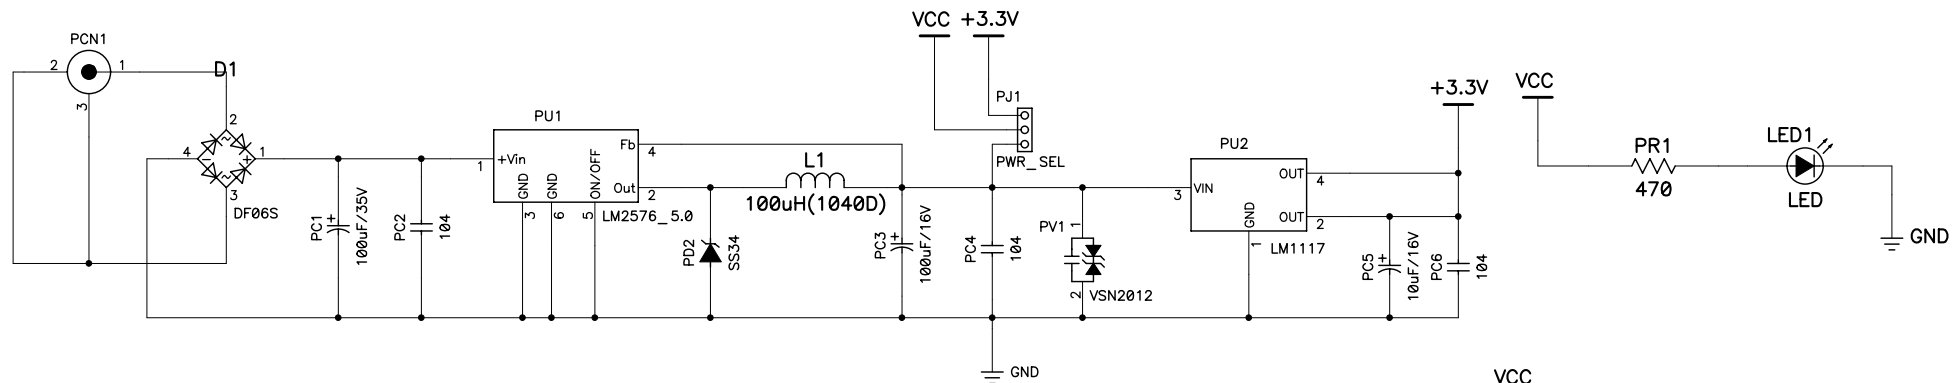 VCC +3.3V
PCN1
2 1
3
D1
2
4 1
3
DF06S
PC1
100uF/35V
PC2
104
PU1
+Vin
1
Fb
4
Out
2
GND
3
GND
6
ON/OFF
5
LM2576_5.0
PD2
SS34
L1
100uH(1040D)
PC3
100uF/16V
PJ1
PWR_SEL
PC4
104
PV1
1
2
VSN2012
GND
PU2
VIN
3
OUT
4
OUT
2
GND
1
LM1117
+3.3V
PC5
10uF/16V
PC6
104
VCC
PR1
470
LED1
LED
GND
VCC